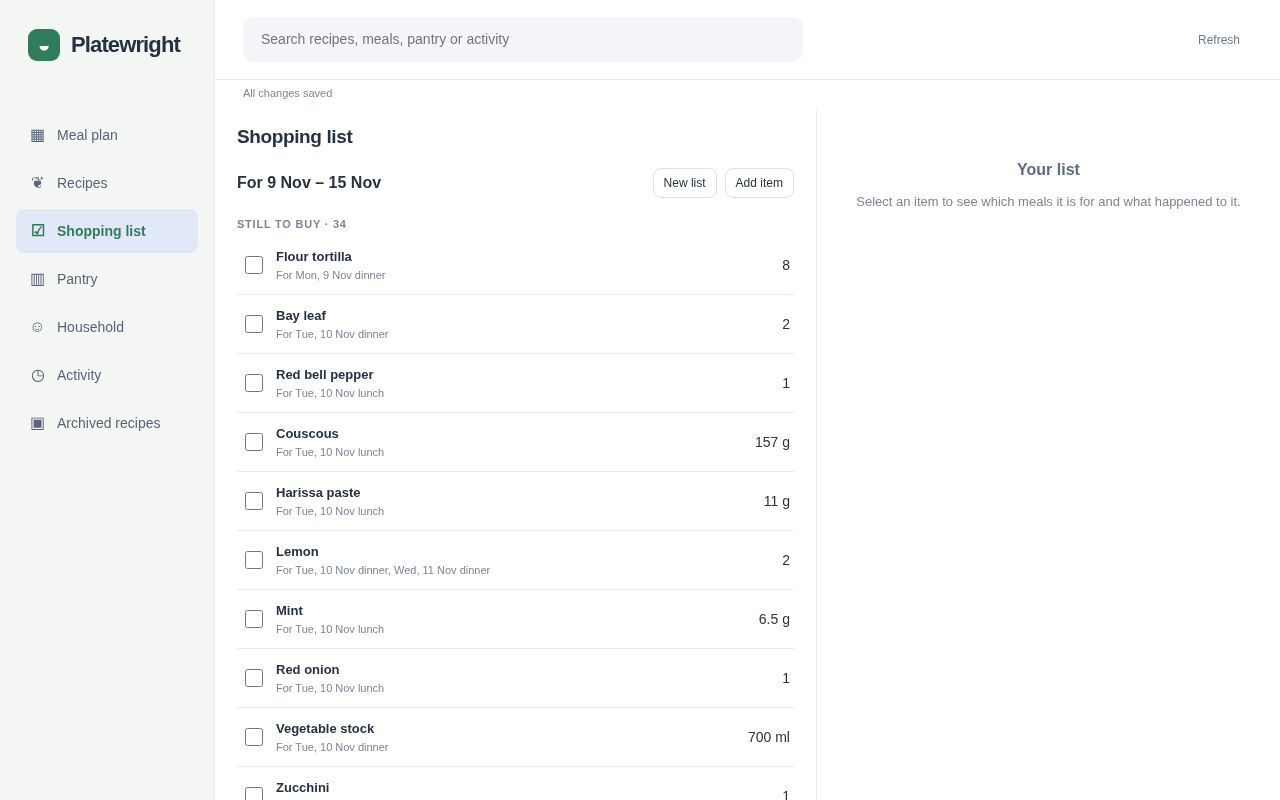 Platewright
Search recipes, meals, pantry or activity
Refresh
All changes saved
Meal plan
Recipes
Shopping list
Pantry
Household
Activity
Archived recipes
Shopping list
For 9 Nov – 15 Nov
New list
Add item
STILL TO BUY · 34
Flour tortilla
For Mon, 9 Nov dinner
8
Bay leaf
For Tue, 10 Nov dinner
2
Red bell pepper
For Tue, 10 Nov lunch
1
Couscous
For Tue, 10 Nov lunch
157 g
Harissa paste
For Tue, 10 Nov lunch
11 g
Lemon
For Tue, 10 Nov dinner, Wed, 11 Nov dinner
2
Mint
For Tue, 10 Nov lunch
6.5 g
Red onion
For Tue, 10 Nov lunch
1
Vegetable stock
For Tue, 10 Nov dinner
700 ml
Zucchini
1
Your list
Select an item to see which meals it is for and what happened to it.